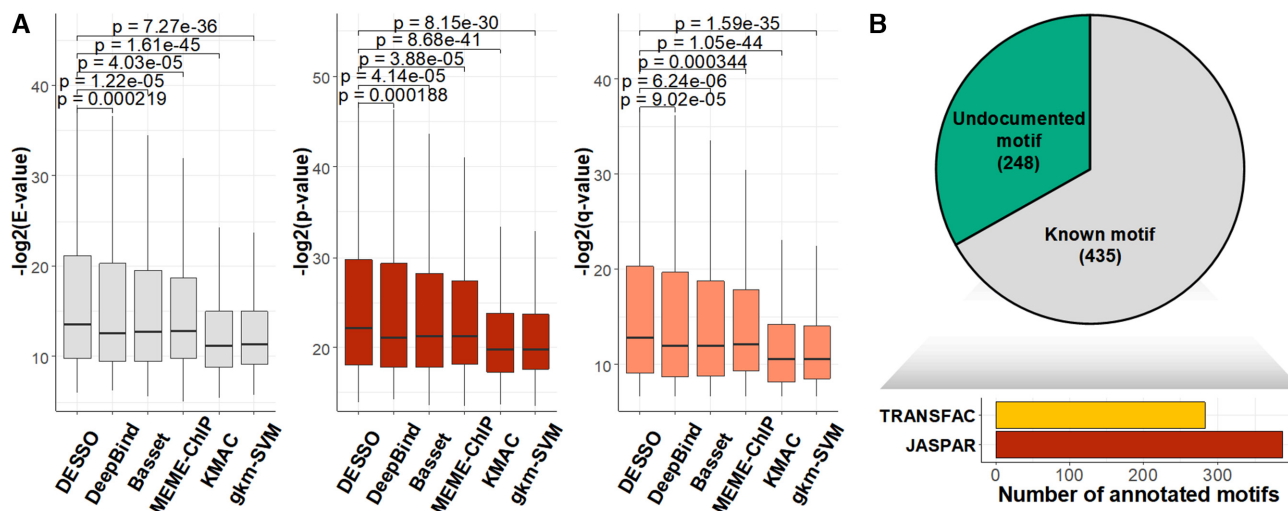 A
-log2(E-value)
40
30
20
10
p = 7.27e-36
p = 1.61e-45
p = 4.03e-05
p = 1.22e-05
p = 0.000219
DESSO
DeepBind
Basset
MEME-ChIP
KMAC
gkm-SVM
-log2(p-value)
50
40
30
20
p = 8.15e-30
p = 8.68e-41
p = 3.88e-05
p = 4.14e-05
p = 0.000188
DESSO
DeepBind
Basset
MEME-ChIP
KMAC
gkm-SVM
-log2(q-value)
40
30
20
10
p = 1.59e-35
p = 1.05e-44
p = 0.000344
p = 6.24e-06
p = 9.02e-05
DESSO
DeepBind
Basset
MEME-ChIP
KMAC
gkm-SVM
B
Undocumented
motif
(248)
Known motif
(435)
TRANSFAC
JASPAR
0 100 200 300
Number of annotated motifs